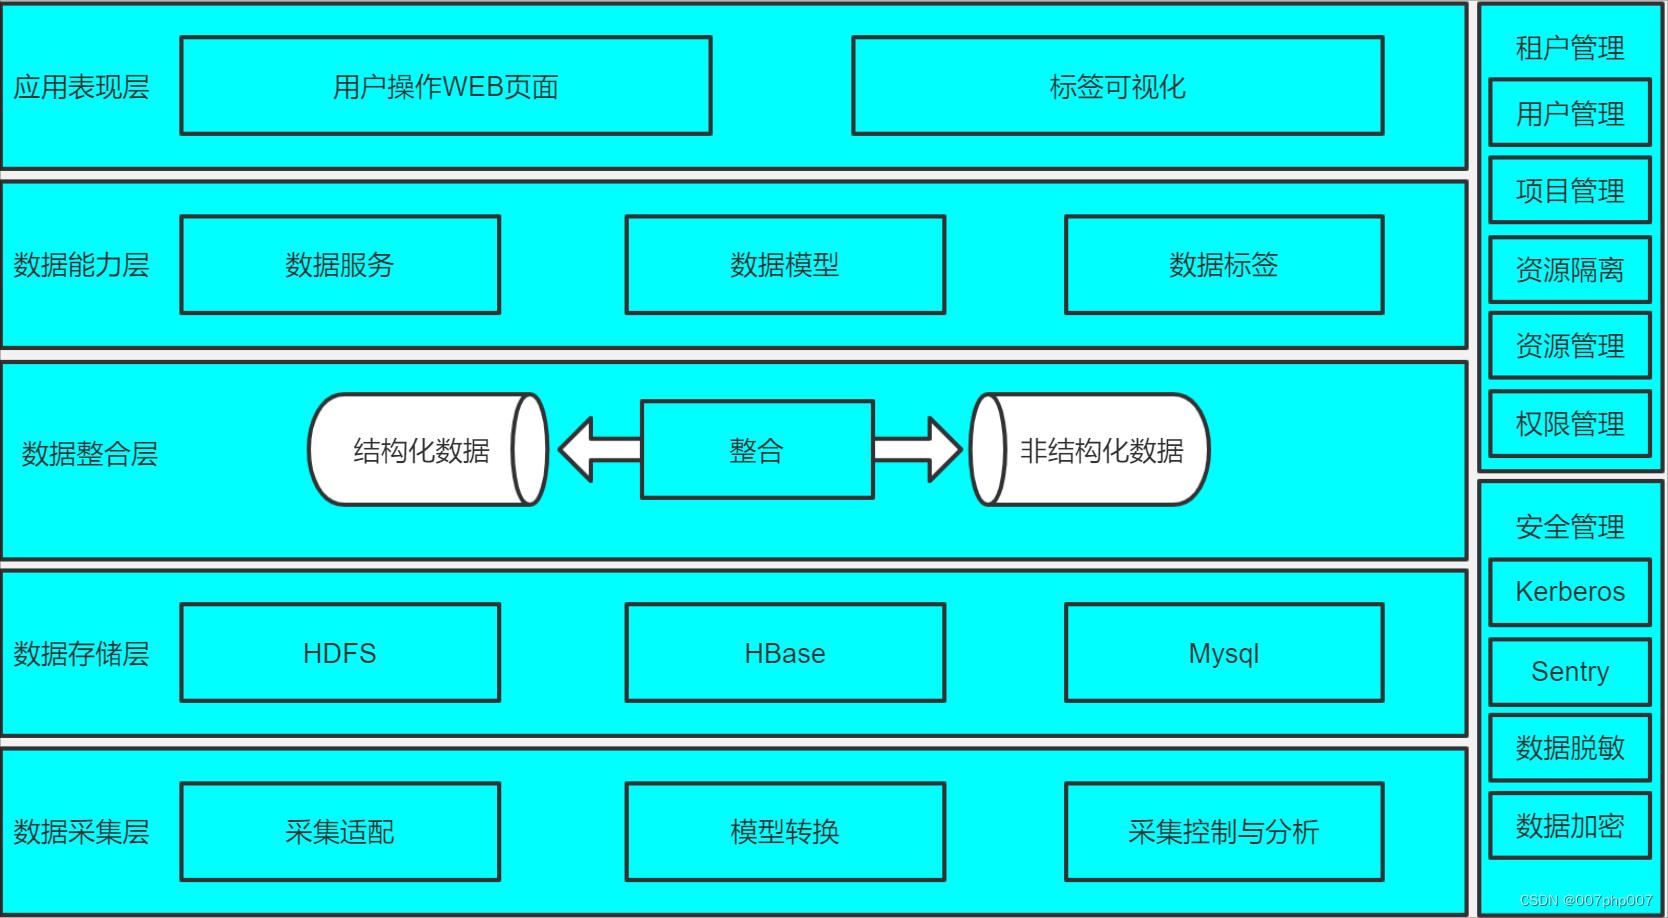 应用表现层
用户操作WEB页面
标签可视化
数据能力层
数据服务
数据模型
数据标签
数据整合层
结构化数据
整合
非结构化数据
数据存储层
HDFS
HBase
Mysql
数据采集层
采集适配
模型转换
采集控制与分析
租户管理
用户管理
项目管理
资源隔离
资源管理
权限管理
安全管理
Kerberos
Sentry
数据脱敏
数据加密
CSDN @007php007